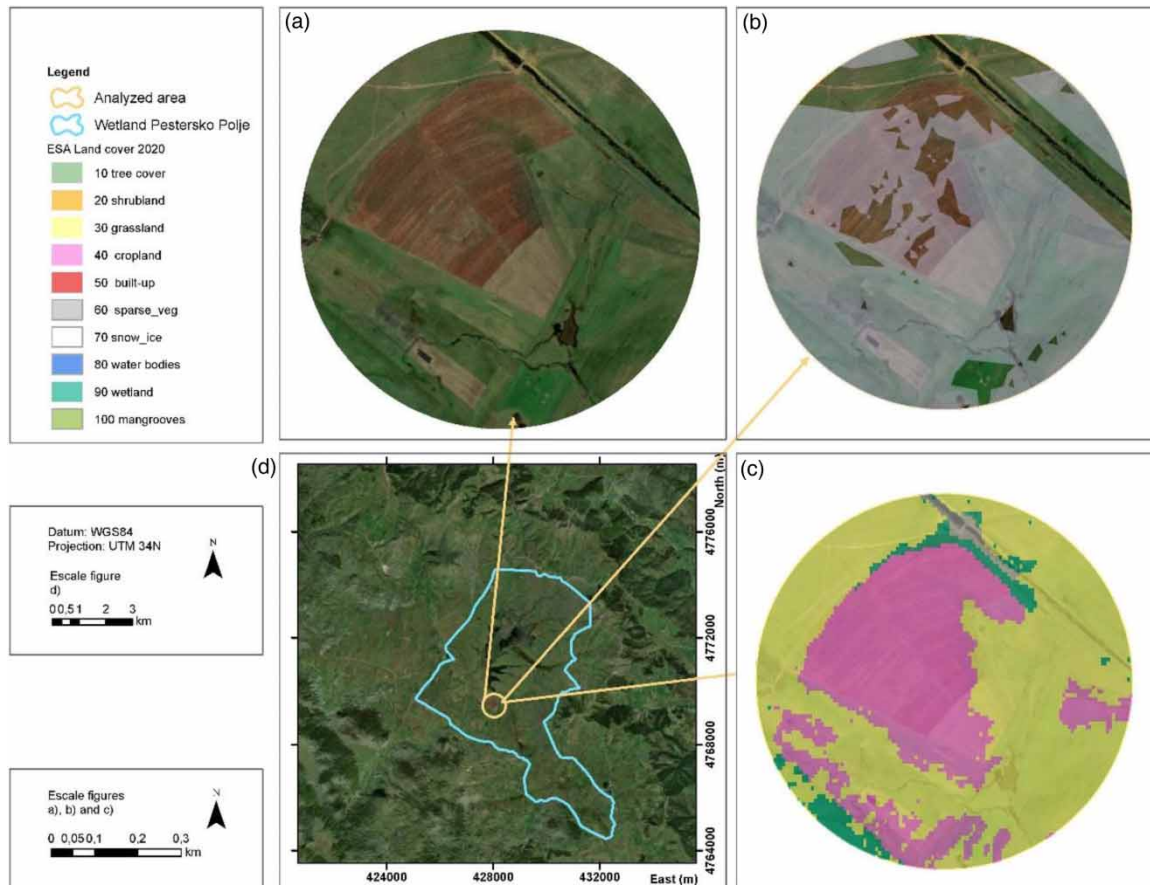 (a)
(b)
Legend
Analyzed area
Wetland Pestersko Polje
ESA Land cover 2020
10 tree cover
20 shrubland
30 grassland
40 cropland
50 built-up
60 sparse_veg
70 snow_ice
80 water bodies
90 wetland
100 mangrooves
(d)
(c)
North (m)
4776000
4772000
4768000
4764000
424000
428000
432000
East (m)
Datum: WGS84
Projection: UTM 34N
N
Escale figure
d)
0 0,5 1 2 3
km
Escale figures
a), b) and c)
N
0 0,05 0,1 0,2 0,3
km